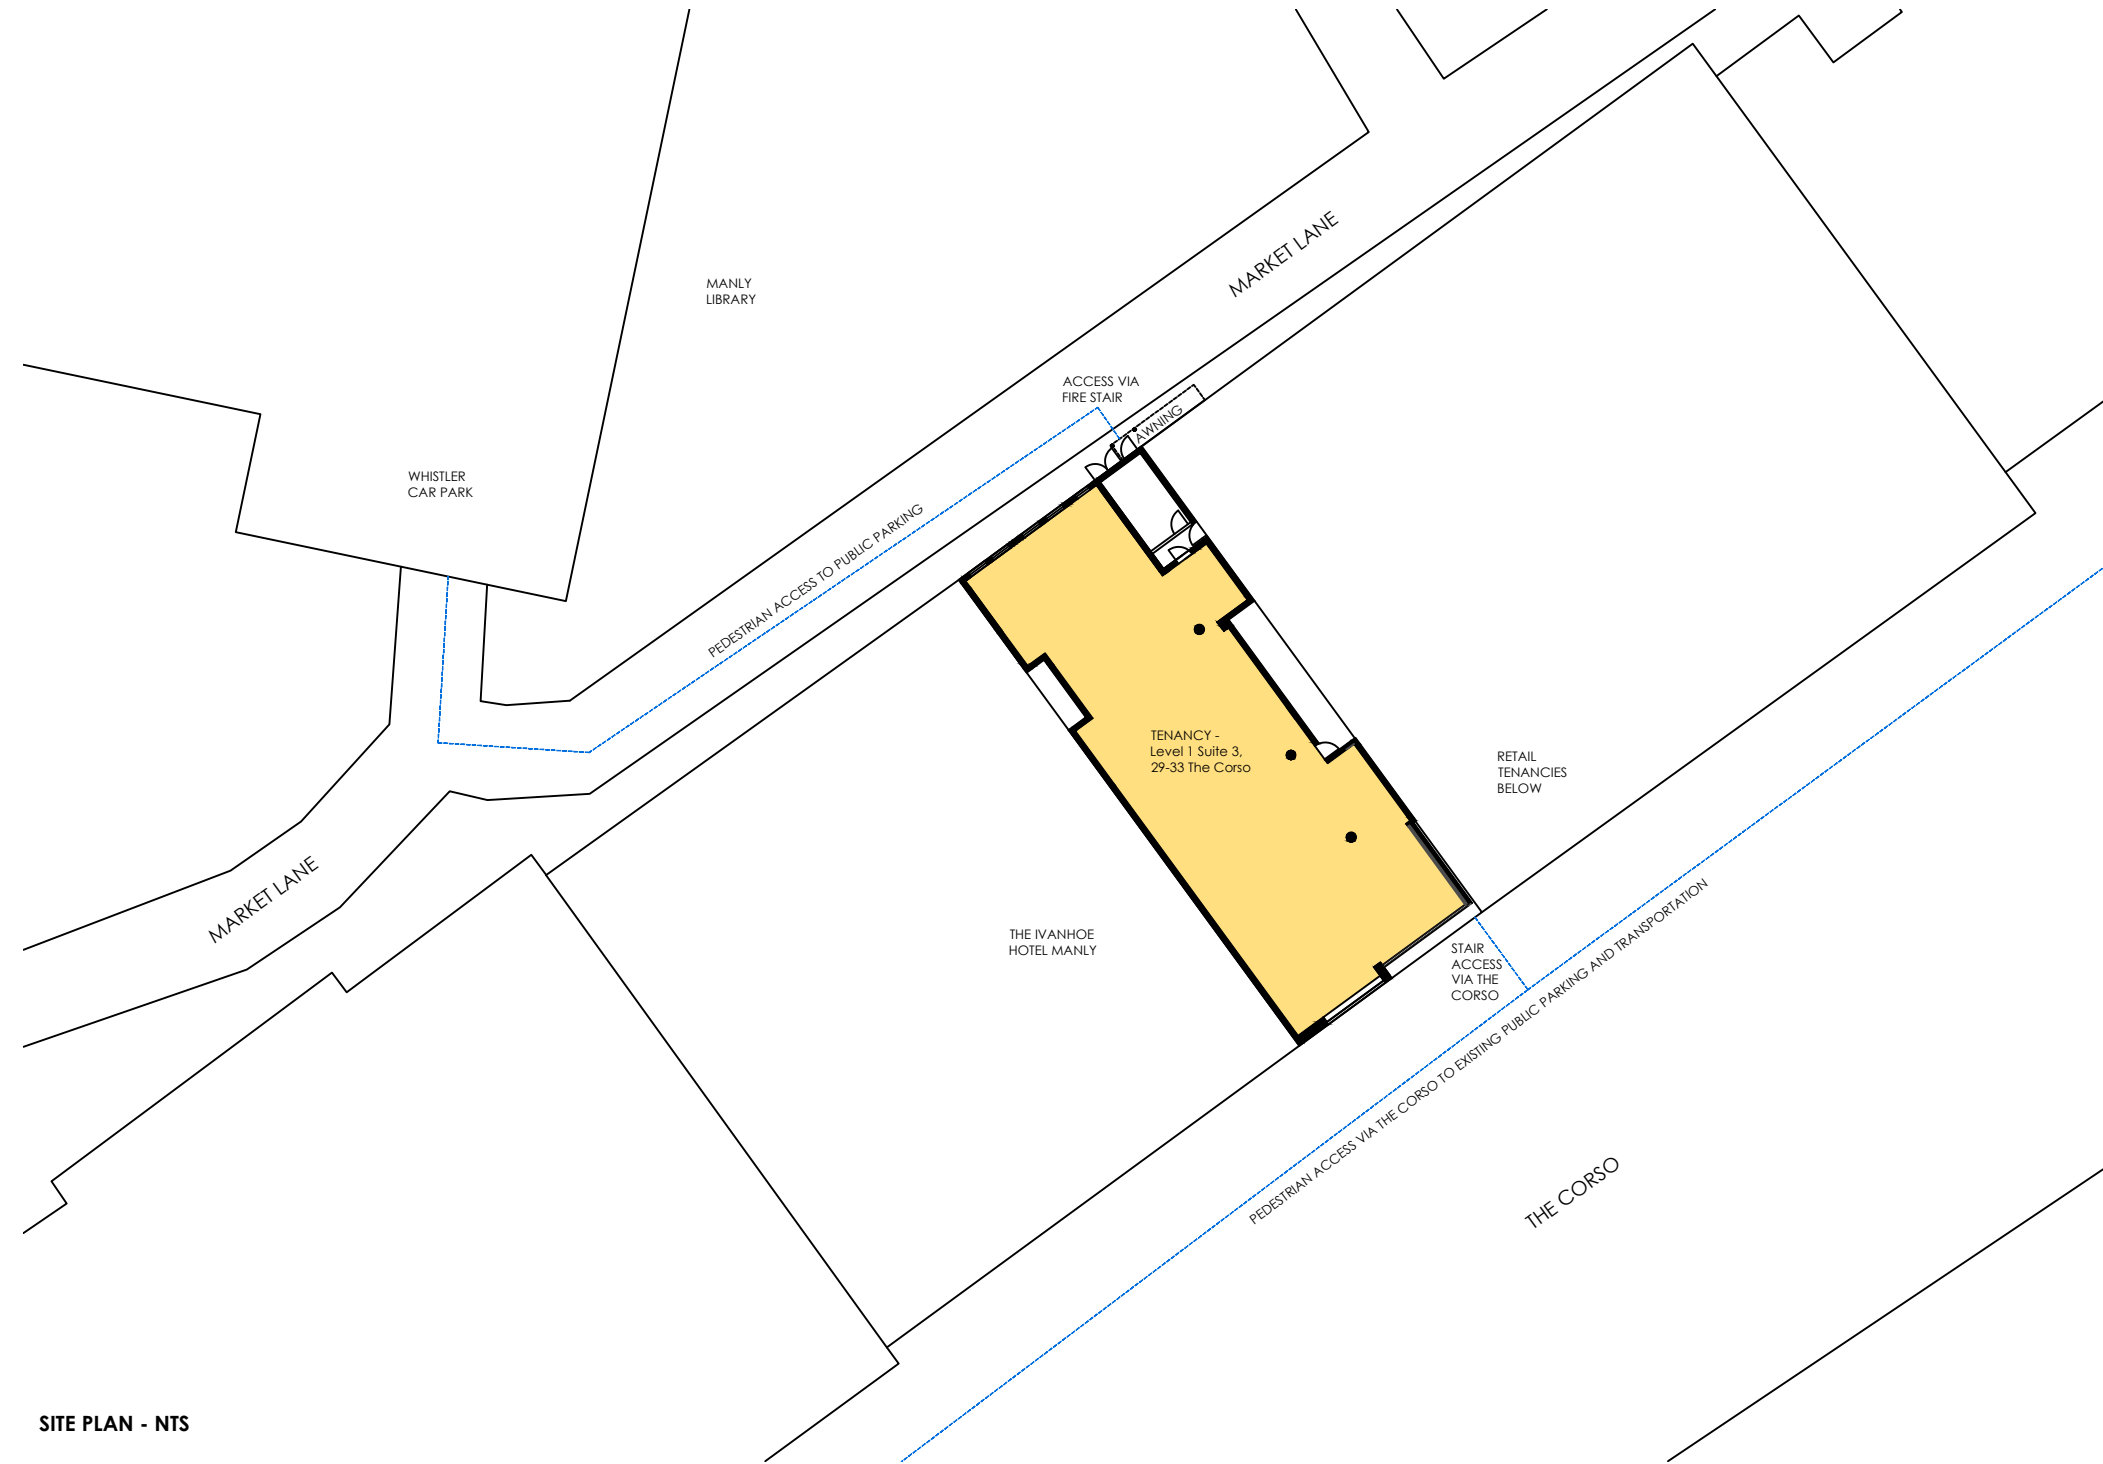 MARKET LANE
MANLY
LIBRARY
ACCESS VIA
FIRE STAIR
AWNING
WHISTLER
CAR PARK
PEDESTRIAN ACCESS TO PUBLIC PARKING
TENANCY -
Level 1 Suite 3,
29-33 The Corso
RETAIL
TENANCIES
BELOW
MARKET LANE
THE IVANHOE
HOTEL MANLY
STAIR
ACCESS
VIA THE
CORSO
PEDESTRIAN ACCESS VIA THE CORSO TO EXISTING PUBLIC PARKING AND TRANSPORTATION
THE CORSO
SITE PLAN - NTS